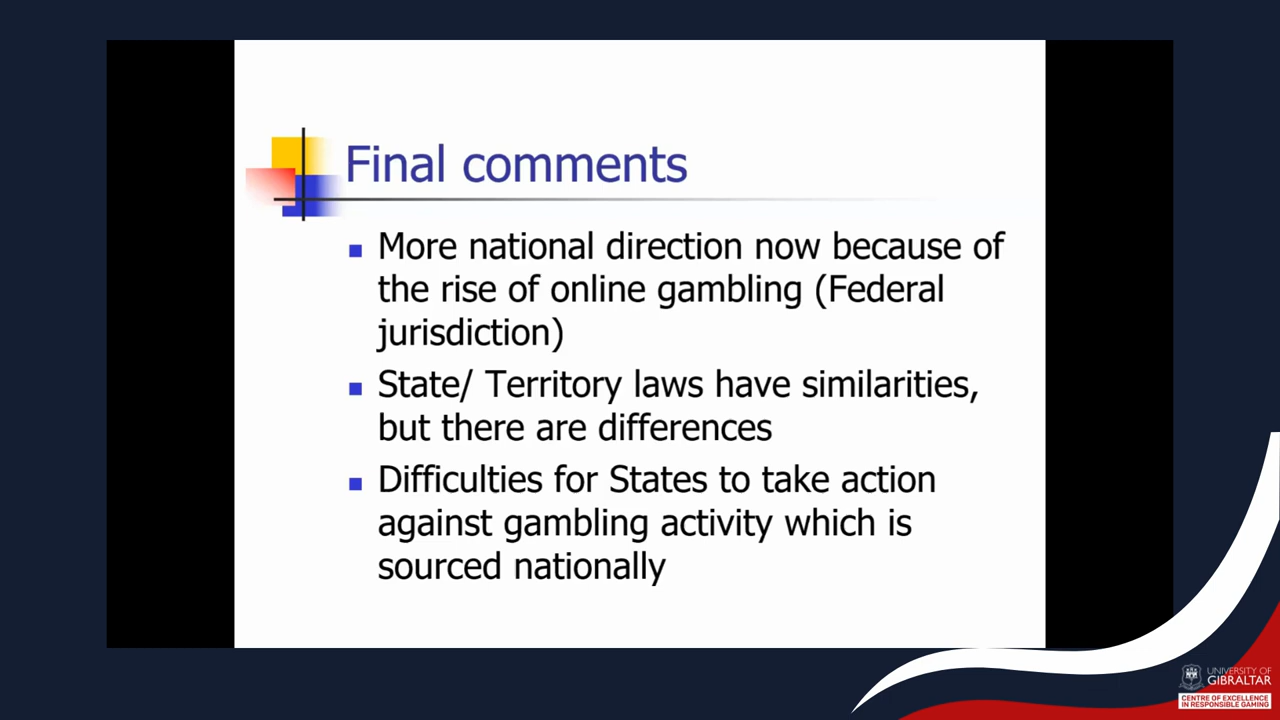 Final comments
More national direction now because of
the rise of online gambling (Federal
jurisdiction)
State/ Territory laws have similarities,
but there are differences
Difficulties for States to take action
against gambling activity which is
sourced nationally
UNIVERSITY OF
GIBRALTAR
CENTRE OF EXCELLENCE
IN RESPONSIBLE GAMING